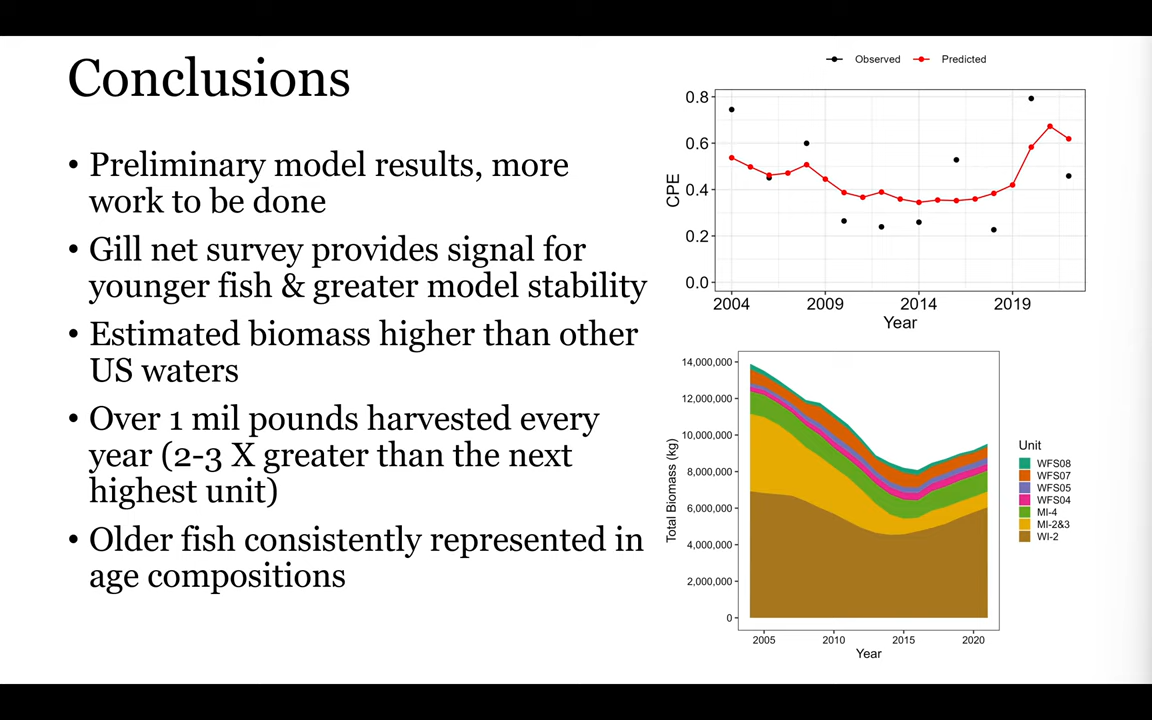 Conclusions
• Preliminary model results, more
work to be done
• Gill net survey provides signal for
younger fish & greater model stability
• Estimated biomass higher than other
US waters
• Over 1 mil pounds harvested every
year (2-3 X greater than the next
highest unit)
• Older fish consistently represented in
age compositions
Observed Predicted
0.8
0.6
0.4
0.2
0.0
CPE
2004 2009 2014 2019
Year
14,000,000
12,000,000
10,000,000
8,000,000
6,000,000
4,000,000
2,000,000
0
Total Biomass (kg)
2005 2010 2015 2020
Year
Unit
WFS08
WFS07
WFS05
WFS04
MI-4
MI-2&3
WI-2